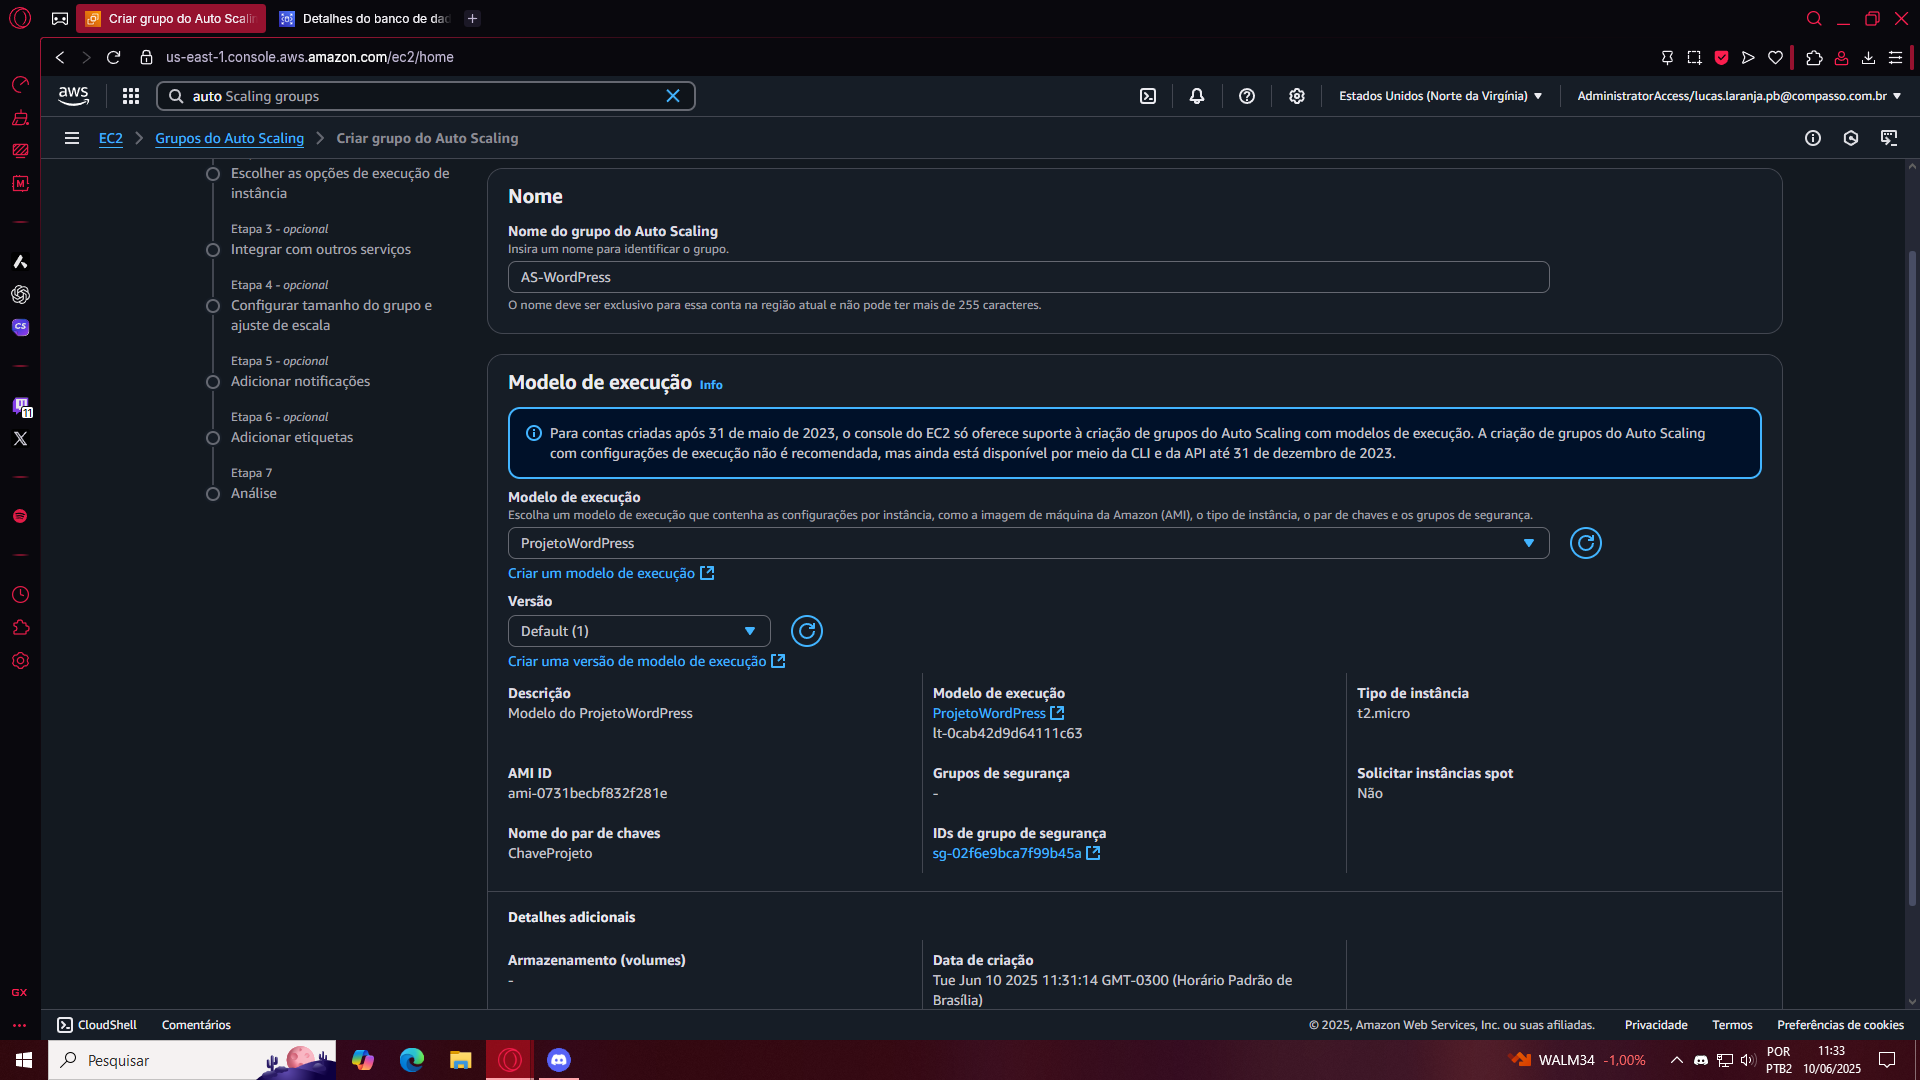 Criar grupo do Auto Scalin
Detalhes do banco de dad
us-east-1.console.aws.amazon.com/ec2/home
aws
auto Scaling groups
Estados Unidos (Norte da Virgínia)
AdministratorAccess/lucas.laranja.pb@compasso.com.br
EC2
Grupos do Auto Scaling
Criar grupo do Auto Scaling
Escolher as opções de execução de
instância
Etapa 3 - opcional
Integrar com outros serviços
Etapa 4 - opcional
Configurar tamanho do grupo e
ajuste de escala
Etapa 5 - opcional
Adicionar notificações
Etapa 6 - opcional
Adicionar etiquetas
Etapa 7
Análise
Nome
Nome do grupo do Auto Scaling
Insira um nome para identificar o grupo.
AS-WordPress
O nome deve ser exclusivo para essa conta na região atual e não pode ter mais de 255 caracteres.
Modelo de execução Info
Para contas criadas após 31 de maio de 2023, o console do EC2 só oferece suporte à criação de grupos do Auto Scaling com modelos de execução. A criação de grupos do Auto Scaling
com configurações de execução não é recomendada, mas ainda está disponível por meio da CLI e da API até 31 de dezembro de 2023.
Modelo de execução
Escolha um modelo de execução que contenha as configurações por instância, como a imagem de máquina da Amazon (AMI), o tipo de instância, o par de chaves e os grupos de segurança.
ProjetoWordPress
Criar um modelo de execução
Versão
Default (1)
Criar uma versão de modelo de execução
Descrição
Modelo do ProjetoWordPress
Modelo de execução
ProjetoWordPress
lt-0cab42d9d64111c63
Tipo de instância
t2.micro
AMI ID
ami-0731becbf832f281e
Grupos de segurança
-
Solicitar instâncias spot
Não
Nome do par de chaves
ChaveProjeto
IDs de grupo de segurança
sg-02f6e9bca7f99b45a
Detalhes adicionais
Armazenamento (volumes)
-
Data de criação
Tue Jun 10 2025 11:31:14 GMT-0300 (Horário Padrão de
Brasília)
M
CS
11
GX
CloudShell
Comentários
© 2025, Amazon Web Services, Inc. ou suas afiliadas.
Privacidade
Termos
Preferências de cookies
Pesquisar
WALM34 -1,00%
POR
PTB2
11:33
10/06/2025